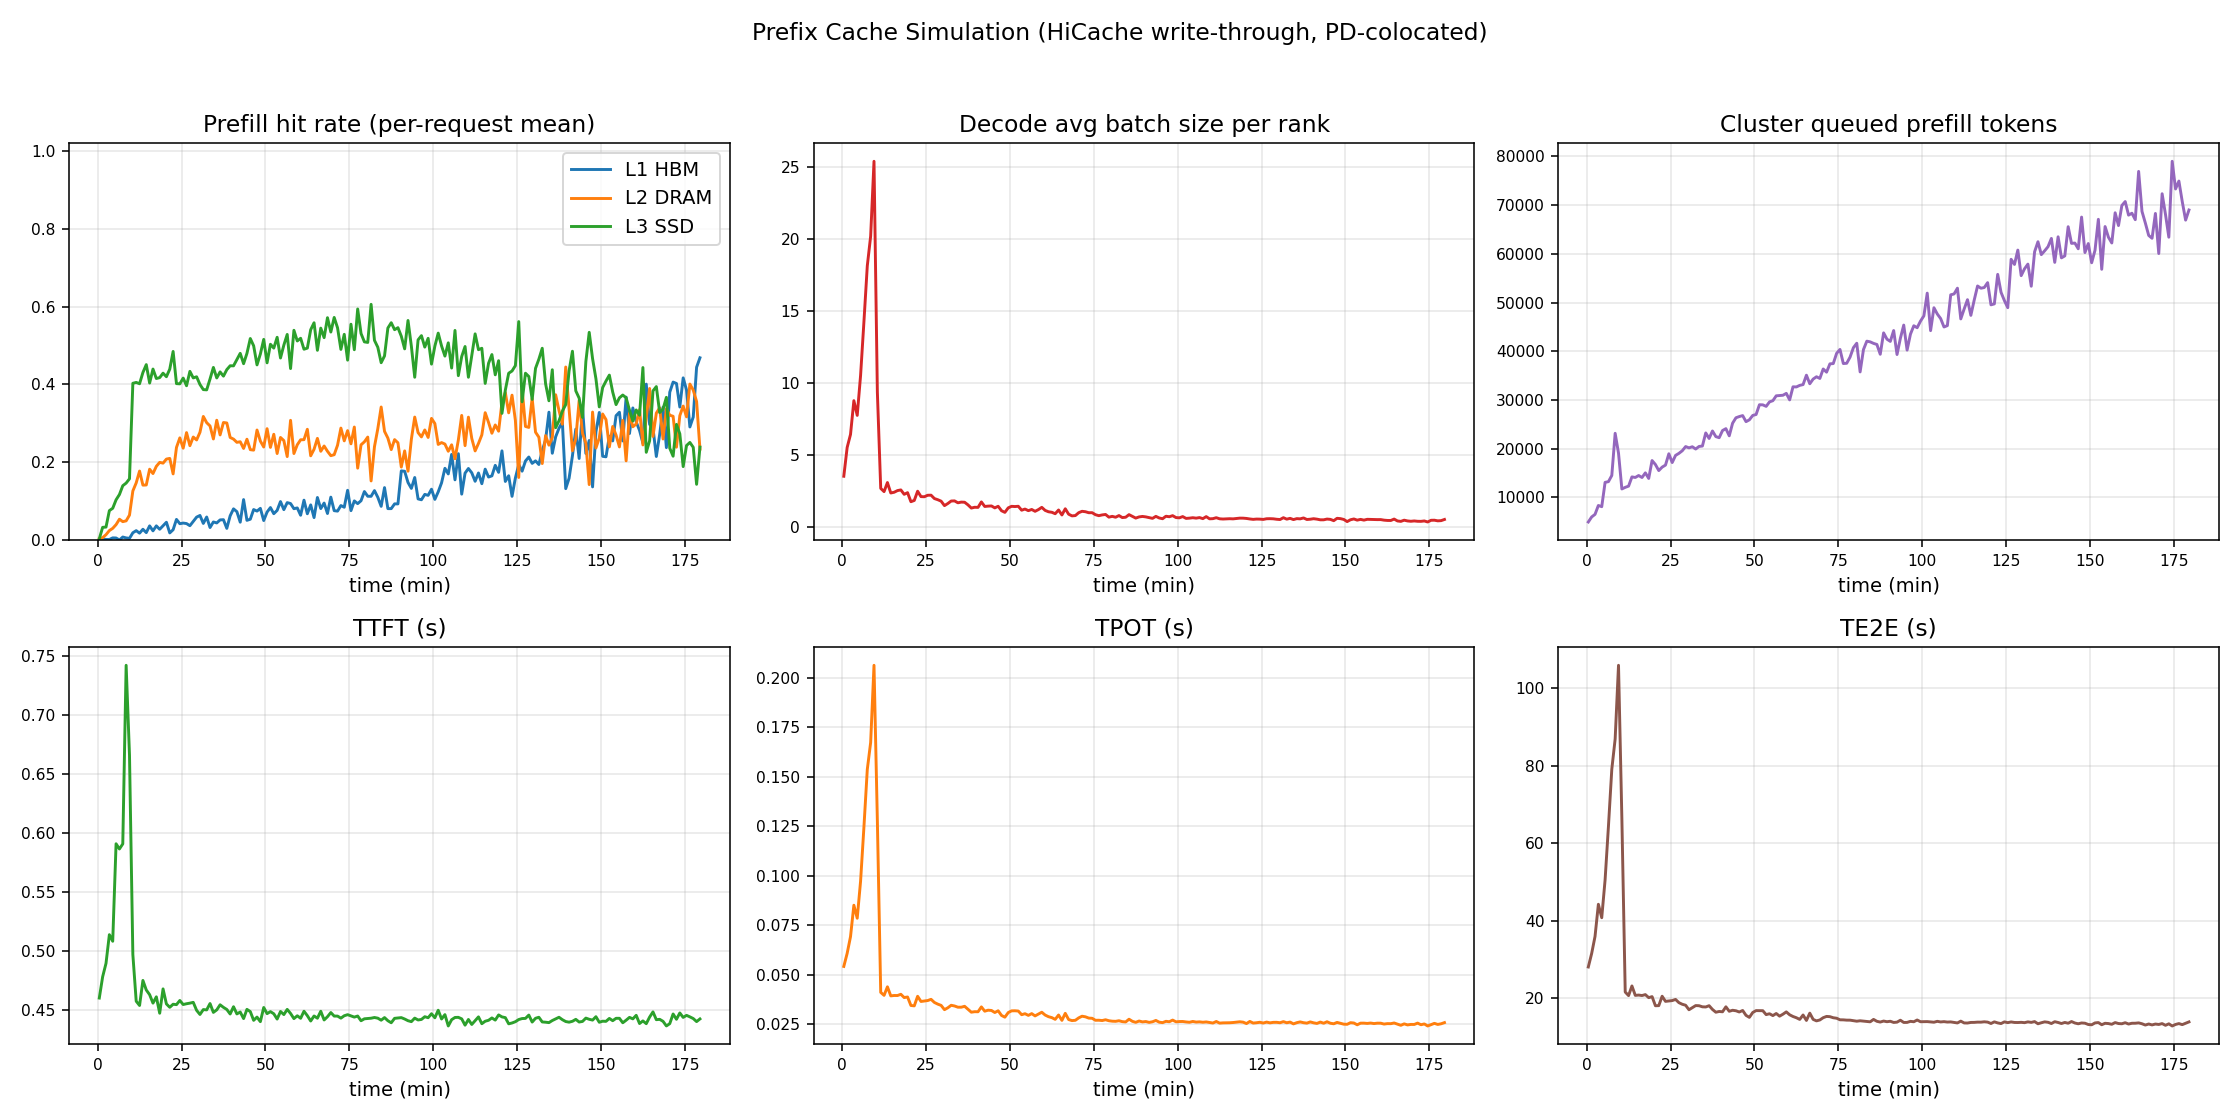 Prefix Cache Simulation (HiCache write-through, PD-colocated)
Prefill hit rate (per-request mean)
1.0
0.8
0.6
0.4
0.2
0.0
L1 HBM
L2 DRAM
L3 SSD
0 25 50 75 100 125 150 175
time (min)
Decode avg batch size per rank
25
20
15
10
5
0
0 25 50 75 100 125 150 175
time (min)
Cluster queued prefill tokens
80000
70000
60000
50000
40000
30000
20000
10000
0 25 50 75 100 125 150 175
time (min)
TTFT (s)
0.75
0.70
0.65
0.60
0.55
0.50
0.45
0 25 50 75 100 125 150 175
time (min)
TPOT (s)
0.200
0.175
0.150
0.125
0.100
0.075
0.050
0.025
0 25 50 75 100 125 150 175
time (min)
TE2E (s)
100
80
60
40
20
0 25 50 75 100 125 150 175
time (min)